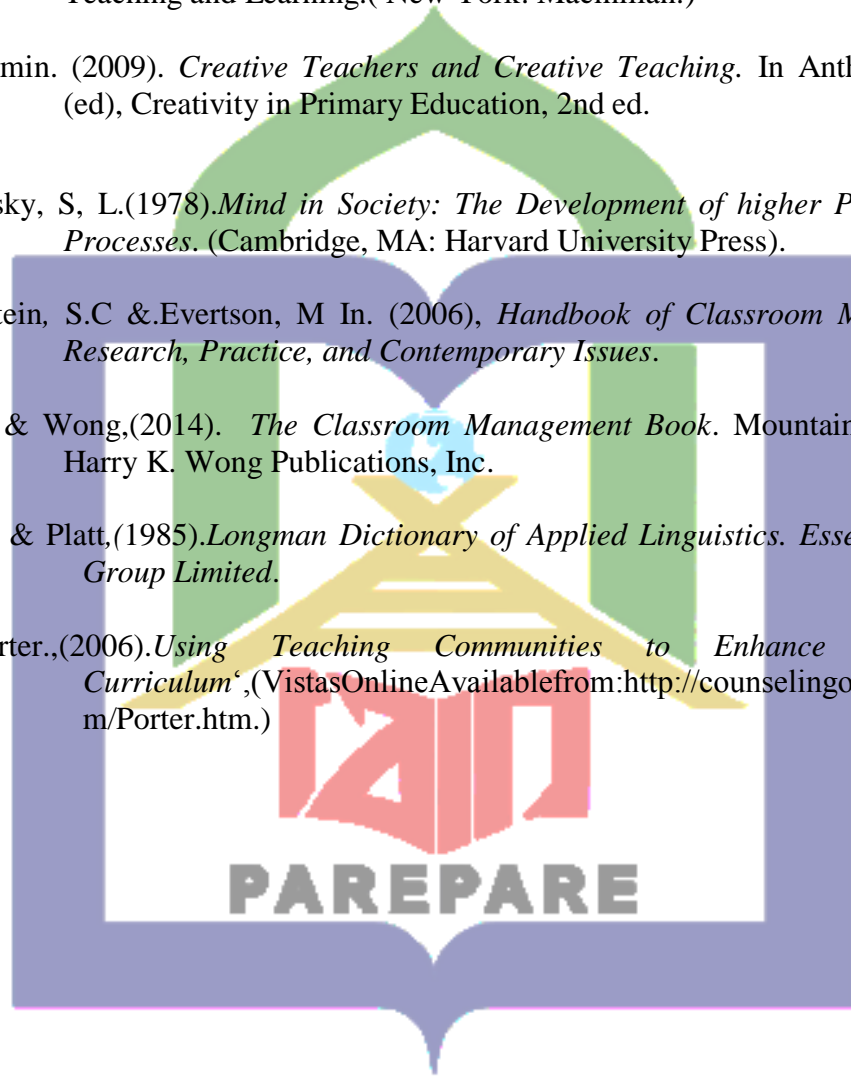 Teaching and Learning.( New York: Macmillan.)
min. (2009). Creative Teachers and Creative Teaching. In Anth
(ed), Creativity in Primary Education, 2nd ed.
sky, S, L.(1978).Mind in Society: The Development of higher P
Processes. (Cambridge, MA: Harvard University Press).
tein, S.C &.Evertson, M In. (2006), Handbook of Classroom M
Research, Practice, and Contemporary Issues.
& Wong,(2014). The Classroom Management Book. Mountain
Harry K. Wong Publications, Inc.
& Platt,(1985).Longman Dictionary of Applied Linguistics. Esse
Group Limited.
rter.,(2006).Using Teaching Communities to Enhance
Curriculum‘,(VistasOnlineAvailablefrom:http://counselingo
m/Porter.htm.)
iain
PAREPARE